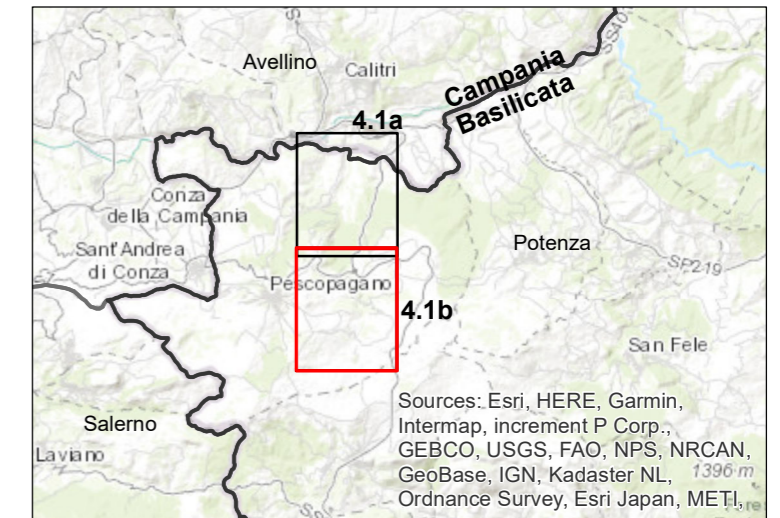 Avellino
Calitri
Campania
Basilicata
4.1a
Conza
della Campania
Sant'Andrea
di Conza
Potenza
SP219
Pescopagano
4.1b
San Fele
Salerno
Laviano
Sources: Esri, HERE, Garmin,
Intermap, increment P Corp.,
GEBCO, USGS, FAO, NPS, NRCAN,
GeoBase, IGN, Kadaster NL,
1396 m
Ordnance Survey, Esri Japan, METI,